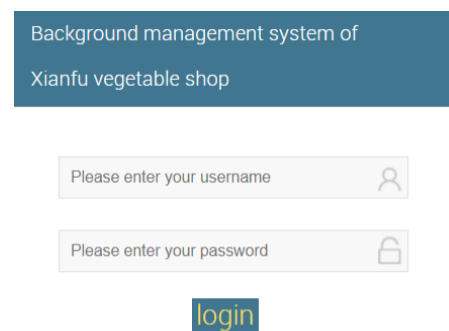 Background management system of
Xianfu vegetable shop
Please enter your username
Please enter your password
login